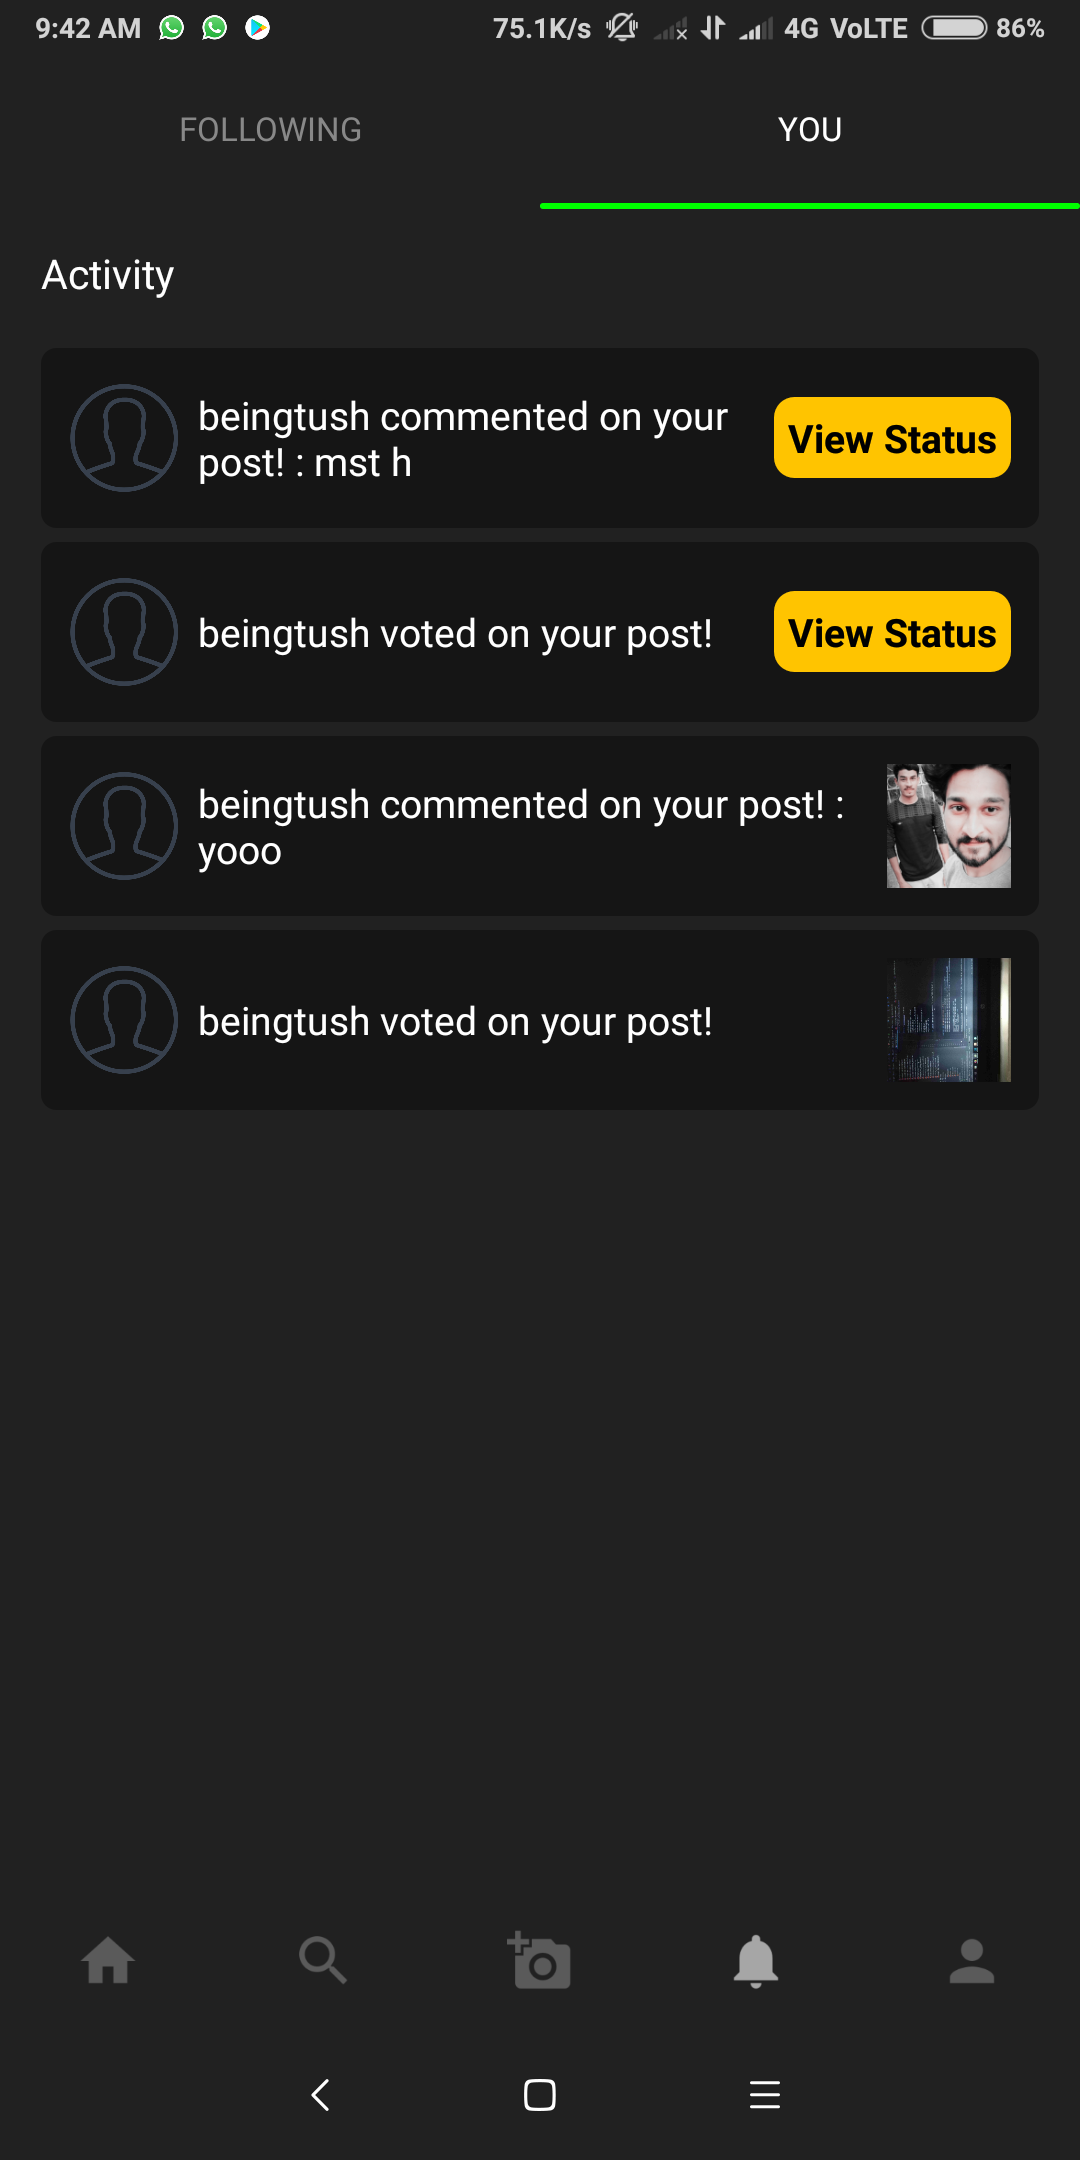 9:42 AM 75.1K/s 4G VoLTE 86%
FOLLOWING YOU
Activity
beingtush commented on your
post! : mst h
View Status
beingtush voted on your post!
View Status
beingtush commented on your post! :
yooo
beingtush voted on your post!